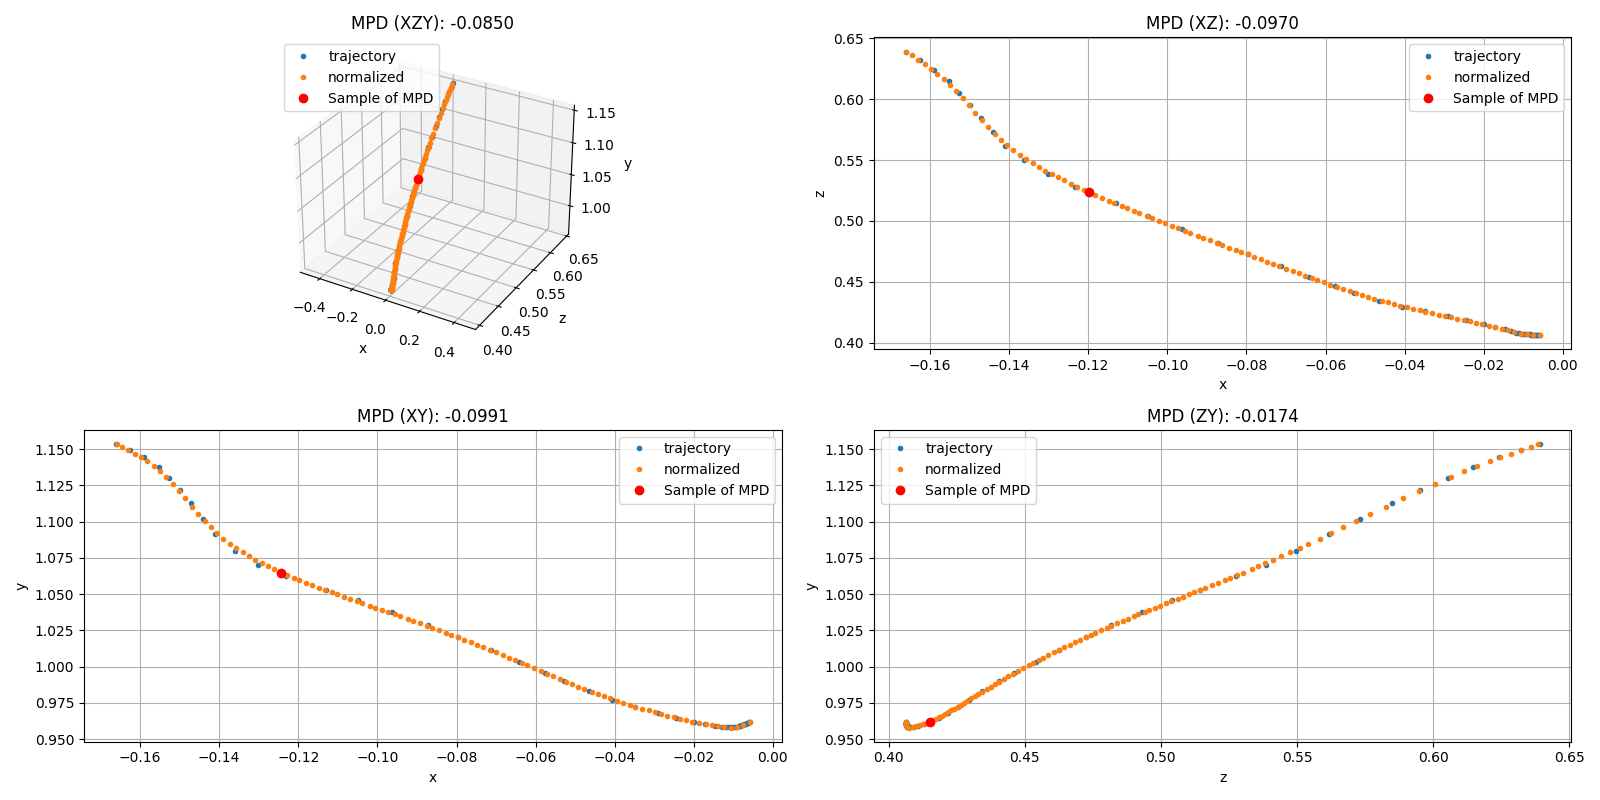 MPD (XZY): -0.0850
trajectory
normalized
Sample of MPD
1.15
1.10
1.05
1.00
y
−0.4
−0.2
0.0
0.2
0.4
x
0.40
0.45
0.50
0.55
0.60
0.65
z
MPD (XZ): -0.0970
trajectory
normalized
Sample of MPD
0.65
0.60
0.55
0.50
0.45
0.40
z
−0.16 −0.14 −0.12 −0.10 −0.08 −0.06 −0.04 −0.02 0.00
x
MPD (XY): -0.0991
trajectory
normalized
Sample of MPD
1.150
1.125
1.100
1.075
1.050
1.025
1.000
0.975
0.950
y
−0.16 −0.14 −0.12 −0.10 −0.08 −0.06 −0.04 −0.02 0.00
x
MPD (ZY): -0.0174
trajectory
normalized
Sample of MPD
1.150
1.125
1.100
1.075
1.050
1.025
1.000
0.975
0.950
y
0.40 0.45 0.50 0.55 0.60 0.65
z